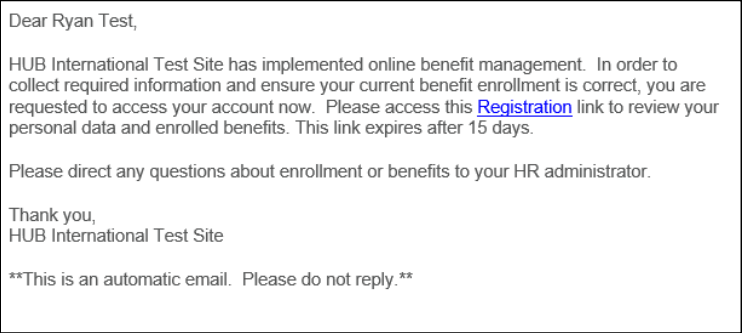 Dear Ryan Test,
HUB International Test Site has implemented online benefit management.  In order to
collect required information and ensure your current benefit enrollment is correct, you are
requested to access your account now.  Please access this Registration link to review your
personal data and enrolled benefits. This link expires after 15 days.
Please direct any questions about enrollment or benefits to your HR administrator.
Thank you,
HUB International Test Site
**This is an automatic email.  Please do not reply.**